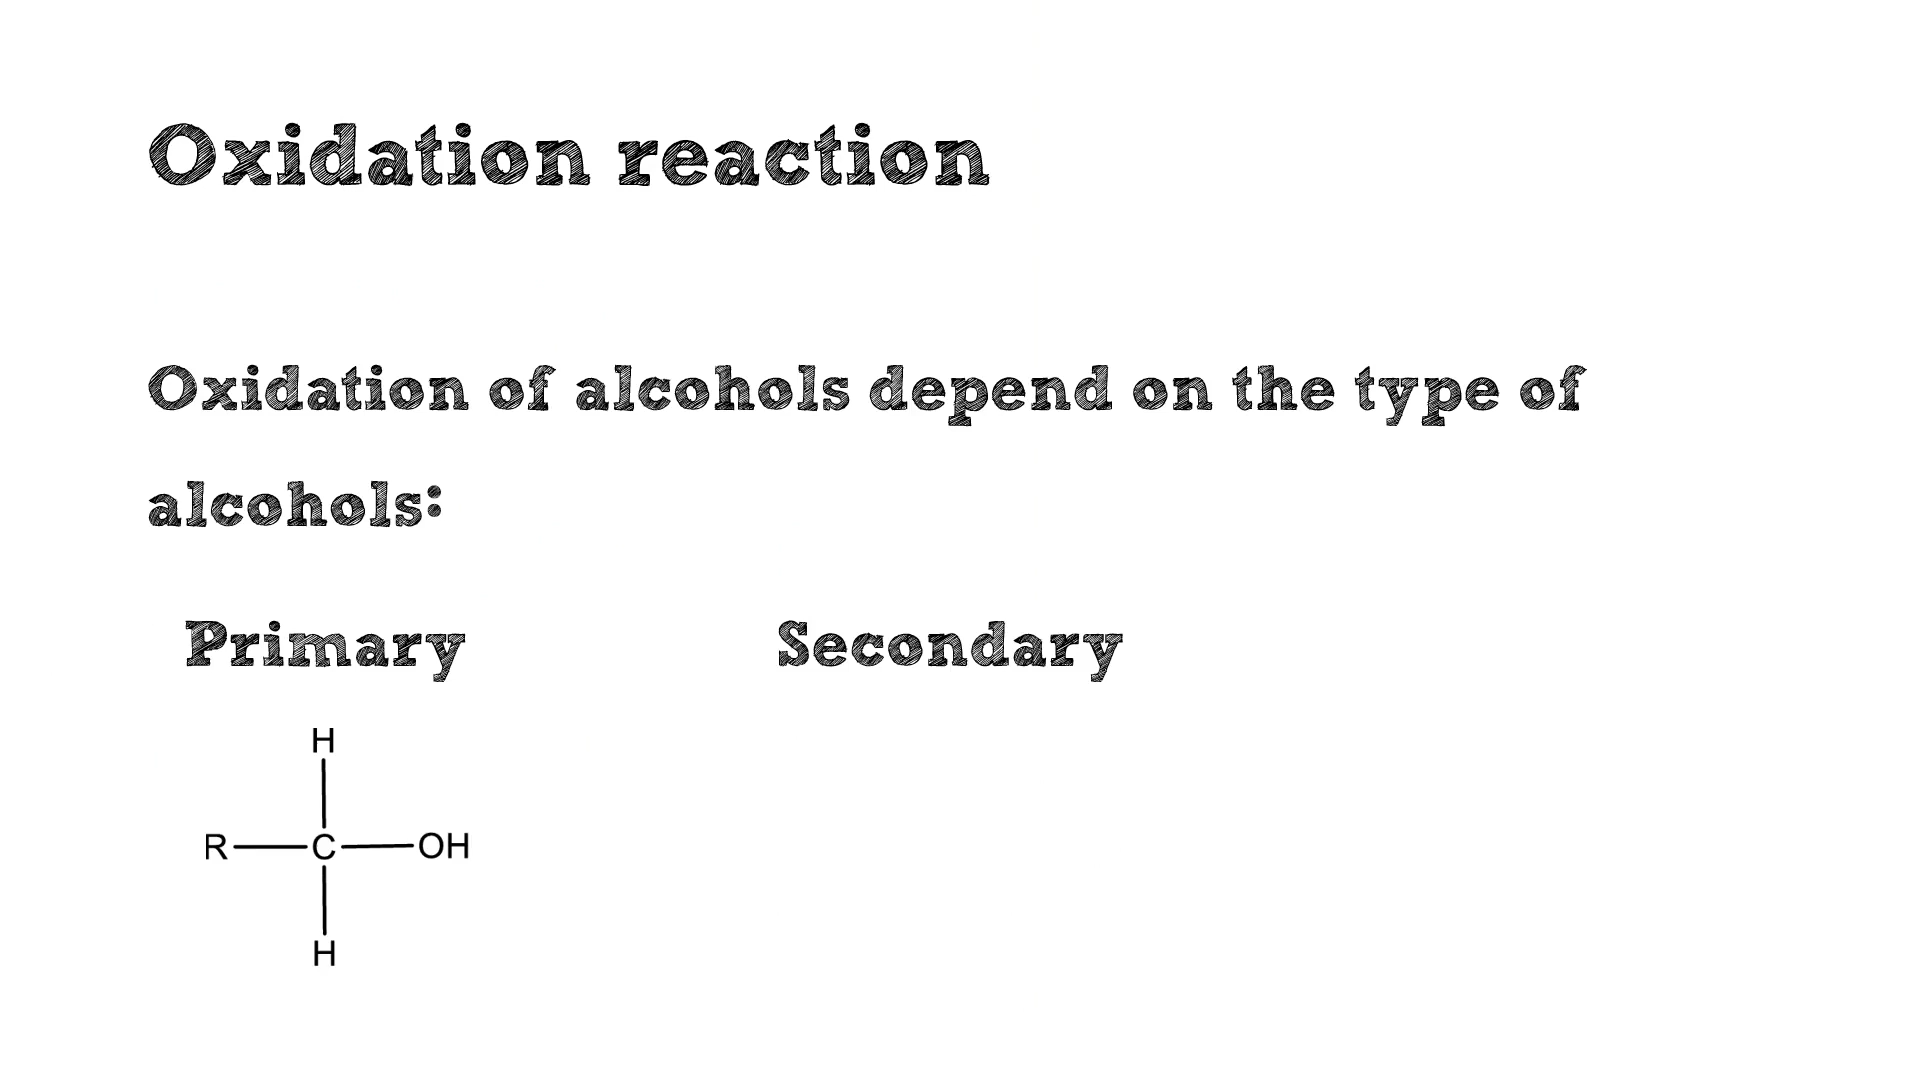 Oxidation reaction
Oxidation of alcohols depend on the type of
alcohols:
Primary Secondary
H
R C OH
H